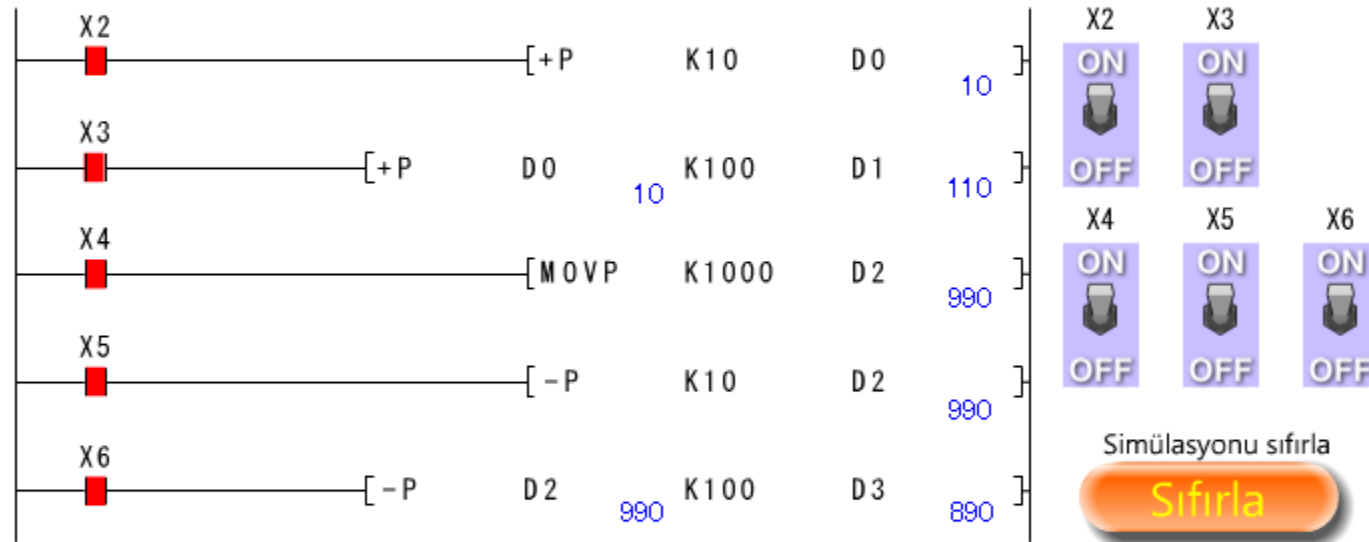 X2
[+P K10 D0 10 ]
X3
[+P D0 10 K100 D1 110 ]
X4
[MOVP K1000 D2 990 ]
X5
[-P K10 D2 990 ]
X6
[-P D2 990 K100 D3 890 ]
X2 X3
ON ON
OFF OFF
X4 X5 X6
ON ON ON
OFF OFF OFF
Simülasyonu sıfırla
Sıfırla